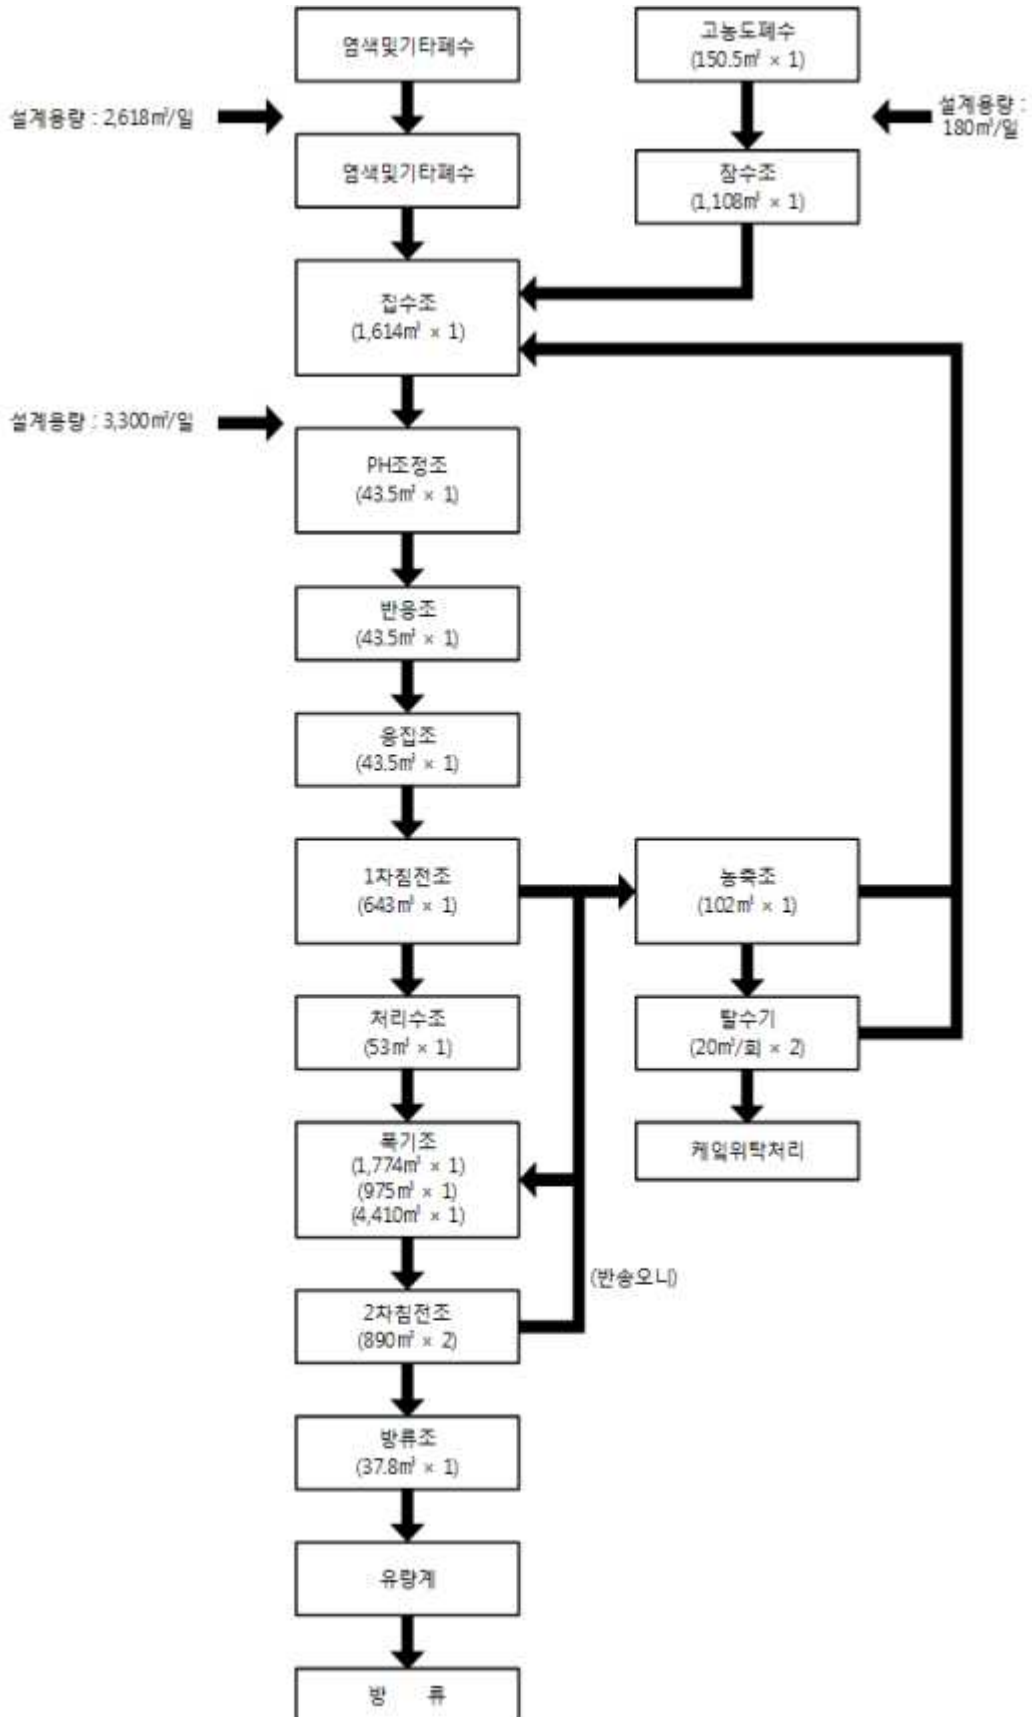 염색및기타폐수
고농도폐수
(150.5㎥ × 1)
설계용량 : 2,618㎥/일
설계용량 :
180㎥/일
염색및기타폐수
잠수조
(1,108㎥ × 1)
집수조
(1,614㎥ × 1)
설계용량 : 3,300㎥/일
PH조정조
(43.5㎥ × 1)
반응조
(43.5㎥ × 1)
응집조
(43.5㎥ × 1)
1차침전조
(643㎥ × 1)
농축조
(102㎥ × 1)
처리수조
(53㎥ × 1)
탈수기
(20㎥/회 × 2)
폭기조
(1,774㎥ × 1)
(975㎥ × 1)
(4,410㎥ × 1)
케잌위탁처리
(반송오니)
2차침전조
(890㎥ × 2)
방류조
(37.8㎥ × 1)
유량계
방 류